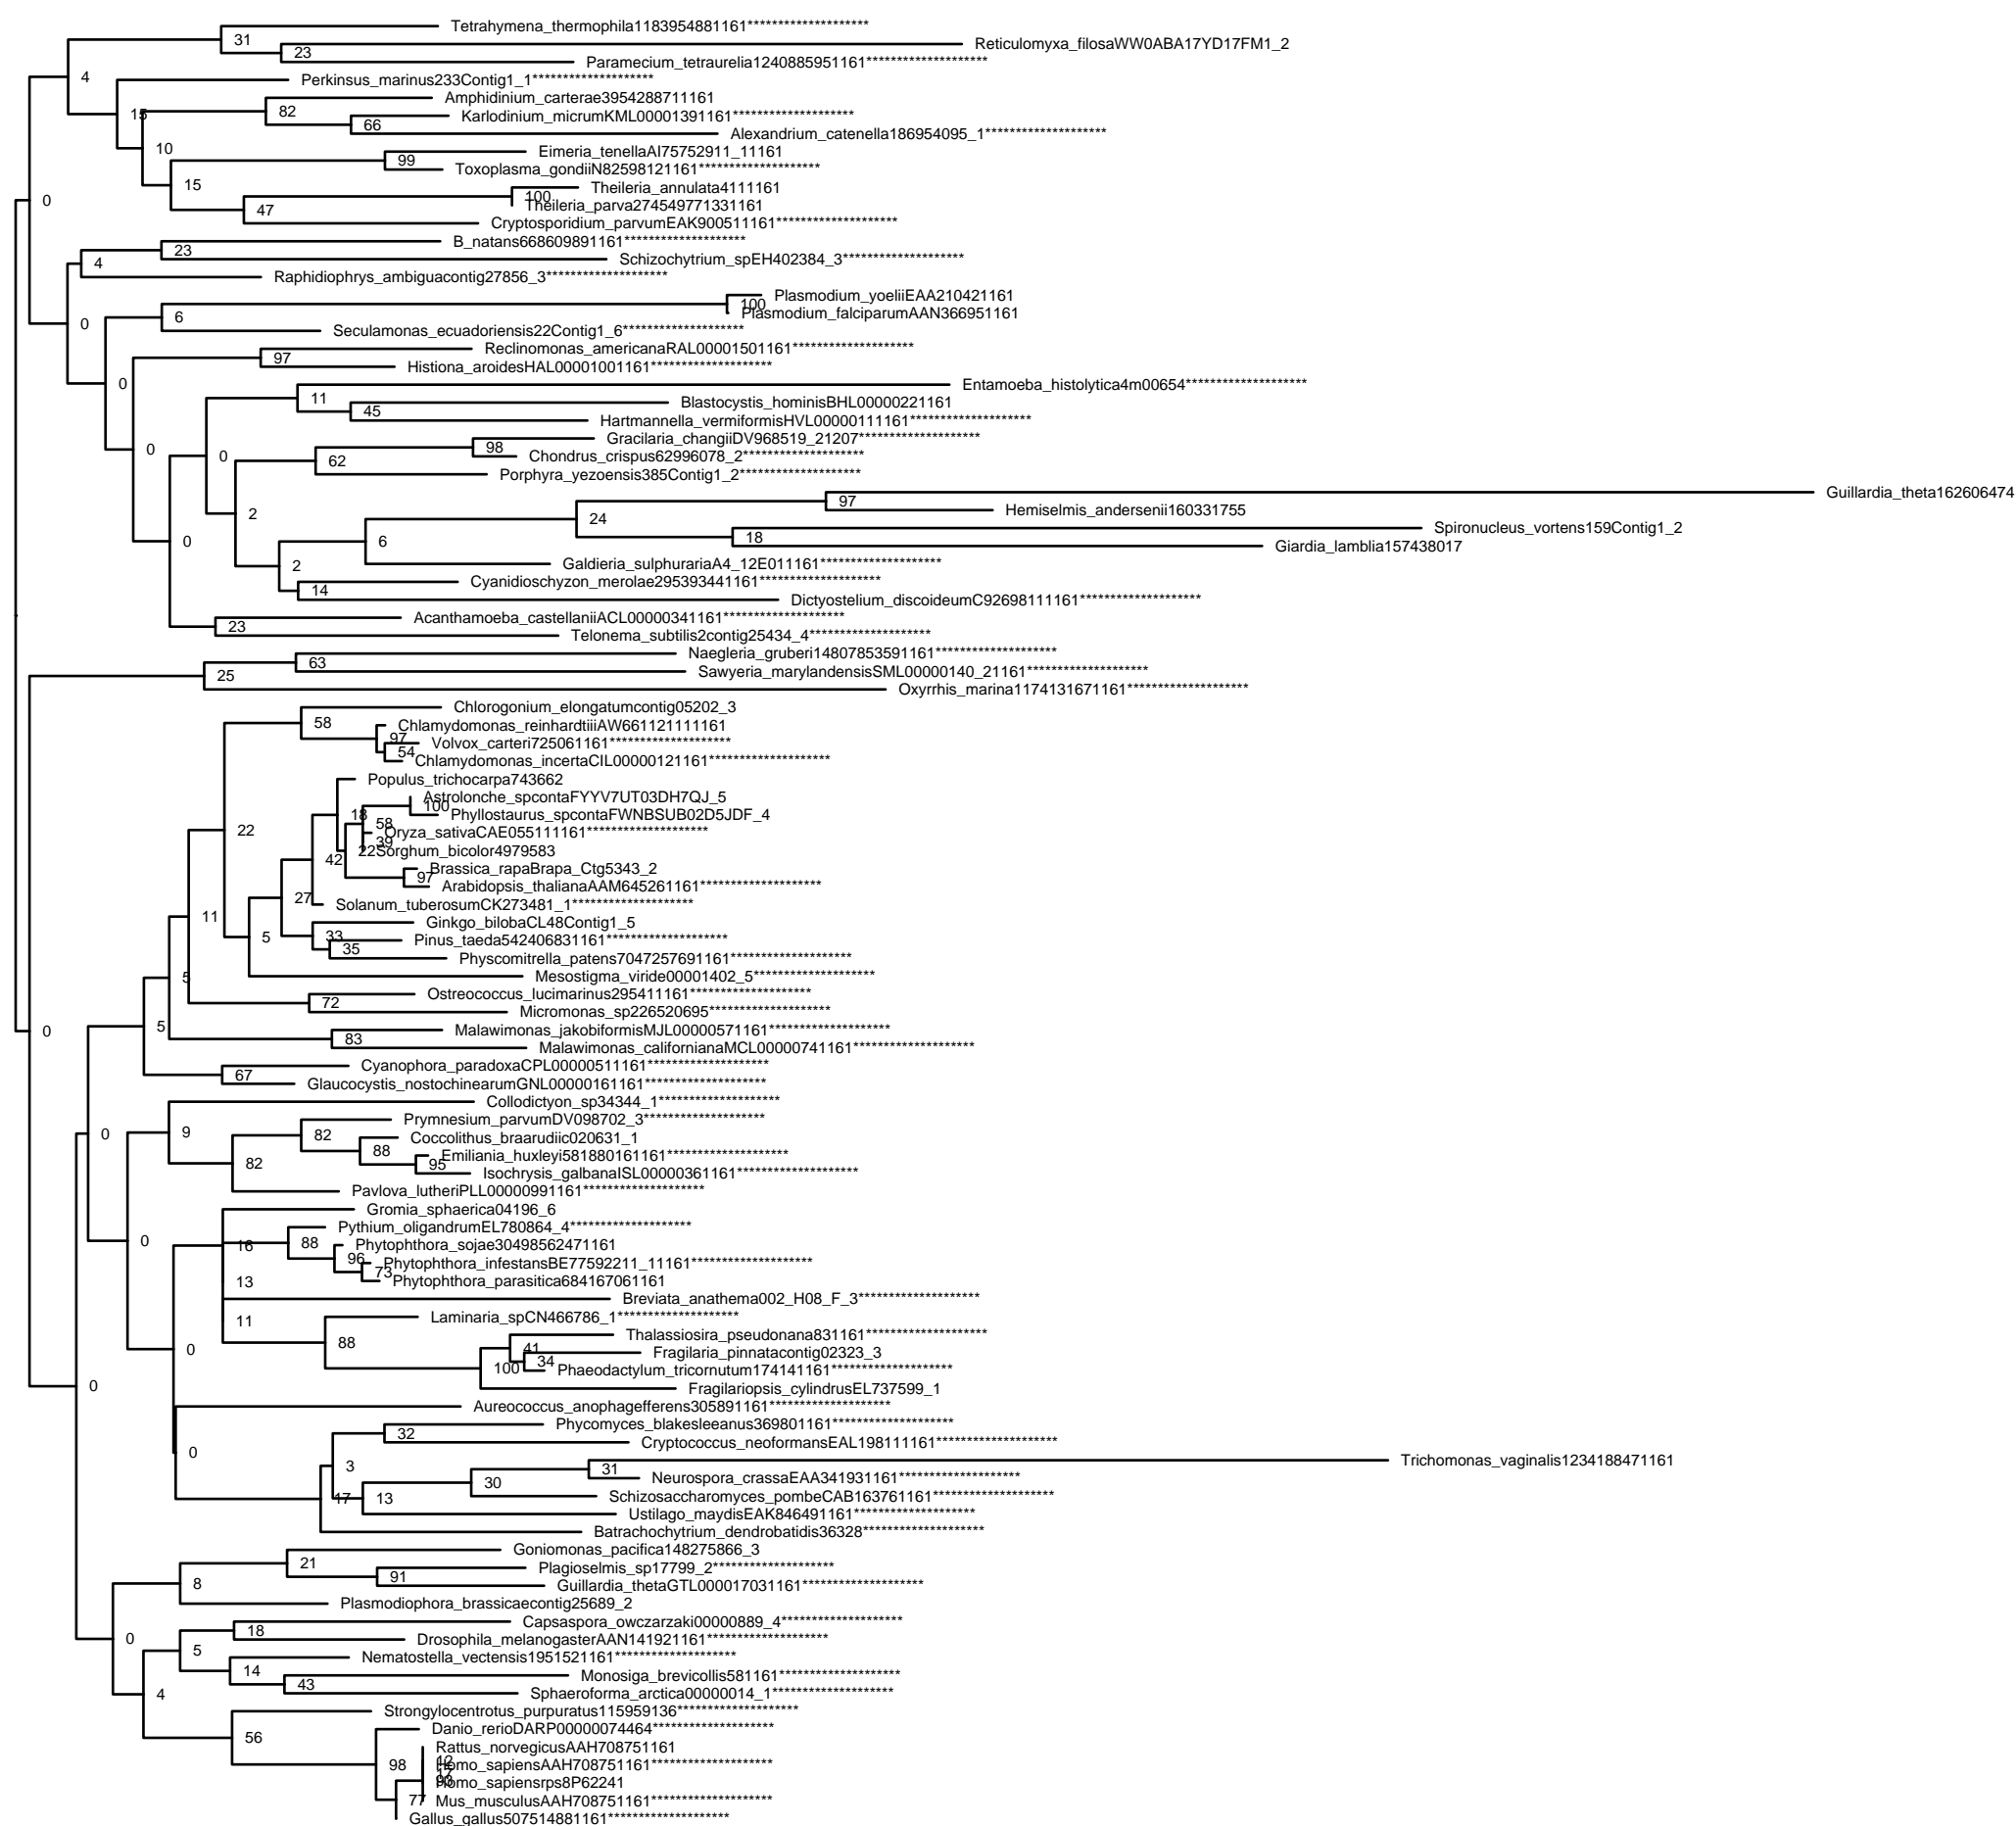 Tetrahymena_thermophila1183954881161********************
31
Reticulomyxa_filosaWW0ABA17YD17FM1_2
23
Paramecium_tetraurelia1240885951161********************
4
Perkinsus_marinus233Contig1_1********************
Amphidinium_carterae3954288711161
82
15
Karlodinium_micrumKML00001391161********************
66
Alexandrium_catenella186954095_1********************
10
Eimeria_tenellaAI75752911_11161
99
Toxoplasma_gondiiN82598121161********************
15
Theileria_annulata4111161
100
Theileria_parva274549771331161
0
47
Cryptosporidium_parvumEAK900511161********************
B_natans668609891161********************
23
Schizochytrium_spEH402384_3********************
4
Raphidiophrys_ambiguacontig27856_3********************
Plasmodium_yoeliiEAA210421161
100
Plasmodium_falciparumAAN366951161
6
0
Seculamonas_ecuadoriensis22Contig1_6********************
Reclinomonas_americanaRAL00001501161********************
97
Histiona_aroidesHAL00001001161********************
0
Entamoeba_histolytica4m00654********************
11
Blastocystis_hominisBHL00000221161
45
Hartmannella_vermiformisHVL00000111161********************
Gracilaria_changiiDV968519_21207********************
0
98
0
Chondrus_crispus62996078_2********************
62
Porphyra_yezoensis385Contig1_2********************
Guillardia_theta162606474
97
Hemiselmis_andersenii160331755
2
24
Spironucleus_vortens159Contig1_2
18
0
6
Giardia_lamblia157438017
Galdieria_sulphurariaA4_12E011161********************
2
Cyanidioschyzon_merolae295393441161********************
14
Dictyostelium_discoideumC92698111161********************
Acanthamoeba_castellaniiACL00000341161********************
23
Telonema_subtilis2contig25434_4********************
Naegleria_gruberi14807853591161********************
63
Sawyeria_marylandensisSML00000140_21161********************
25
Oxyrrhis_marina1174131671161********************
Chlorogonium_elongatumcontig05202_3
58
Chlamydomonas_reinhardtiiiAW661121111161
97
Volvox_carteri725061161********************
54
Chlamydomonas_incertaCIL00000121161********************
Populus_trichocarpa743662
Astrolonche_spcontaFYYV7UT03DH7QJ_5
100
18
Phyllostaurus_spcontaFWNBSUB02D5JDF_4
58
22
Oryza_sativaCAE055111161********************
39
22
Sorghum_bicolor4979583
42
Brassica_rapaBrapa_Ctg5343_2
97
Arabidopsis_thalianaAAM645261161********************
27
Solanum_tuberosumCK273481_1********************
11
Ginkgo_bilobaCL48Contig1_5
33
5
Pinus_taeda542406831161********************
35
Physcomitrella_patens7047257691161********************
5
Mesostigma_viride00001402_5********************
Ostreococcus_lucimarinus295411161********************
72
Micromonas_sp226520695********************
5
0
Malawimonas_jakobiformisMJL00000571161********************
83
Malawimonas_californianaMCL00000741161********************
Cyanophora_paradoxaCPL00000511161********************
67
Glaucocystis_nostochinearumGNL00000161161********************
Collodictyon_sp34344_1********************
Prymnesium_parvumDV098702_3********************
0
9
82
Coccolithus_braarudiic020631_1
88
Emiliania_huxleyi581880161161********************
82
95
Isochrysis_galbanaISL00000361161********************
Pavlova_lutheriPLL00000991161********************
Gromia_sphaerica04196_6
Pythium_oligandrumEL780864_4********************
0
16
88
Phytophthora_sojae30498562471161
96
Phytophthora_infestansBE77592211_11161********************
73
13
Phytophthora_parasitica684167061161
Breviata_anathema002_H08_F_3********************
11
Laminaria_spCN466786_1********************
Thalassiosira_pseudonana831161********************
88
0
41
Fragilaria_pinnatacontig02323_3
34
100
Phaeodactylum_tricornutum174141161********************
0
Fragilariopsis_cylindrusEL737599_1
Aureococcus_anophagefferens305891161********************
Phycomyces_blakesleeanus369801161********************
32
Cryptococcus_neoformansEAL198111161********************
0
Trichomonas_vaginalis1234188471161
3
31
Neurospora_crassaEAA341931161********************
30
Schizosaccharomyces_pombeCAB163761161********************
17
13
Ustilago_maydisEAK846491161********************
Batrachochytrium_dendrobatidis36328********************
Goniomonas_pacifica148275866_3
21
Plagioselmis_sp17799_2********************
91
8
Guillardia_thetaGTL000017031161********************
Plasmodiophora_brassicaecontig25689_2
Capsaspora_owczarzaki00000889_4********************
18
0
Drosophila_melanogasterAAN141921161********************
5
Nematostella_vectensis1951521161********************
14
Monosiga_brevicollis581161********************
43
4
Sphaeroforma_arctica00000014_1********************
Strongylocentrotus_purpuratus115959136********************
Danio_rerioDARP00000074464********************
56
Rattus_norvegicusAAH708751161
98
Homo_sapiensAAH708751161********************
Homo_sapiensrps8P62241
77
Mus_musculusAAH708751161********************
Gallus_gallus507514881161********************